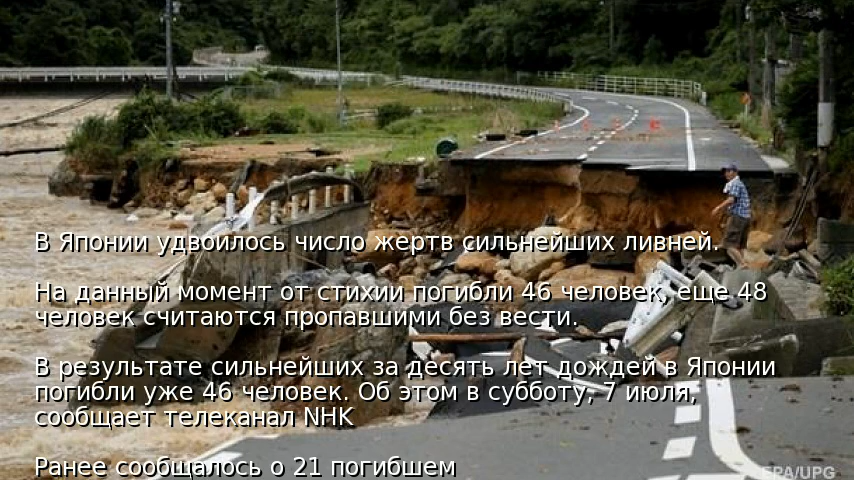 В Японии удвоилось число жертв сильнейших ливней.
На данный момент от стихии погибли 46 человек, еще 48
человек считаются пропавшими без вести.
В результате сильнейших за десять лет дождей в Японии
погибли уже 46 человек. Об этом в субботу, 7 июля,
сообщает телеканал NHK
Ранее сообщалось о 21 погибшем
EPA/UPG